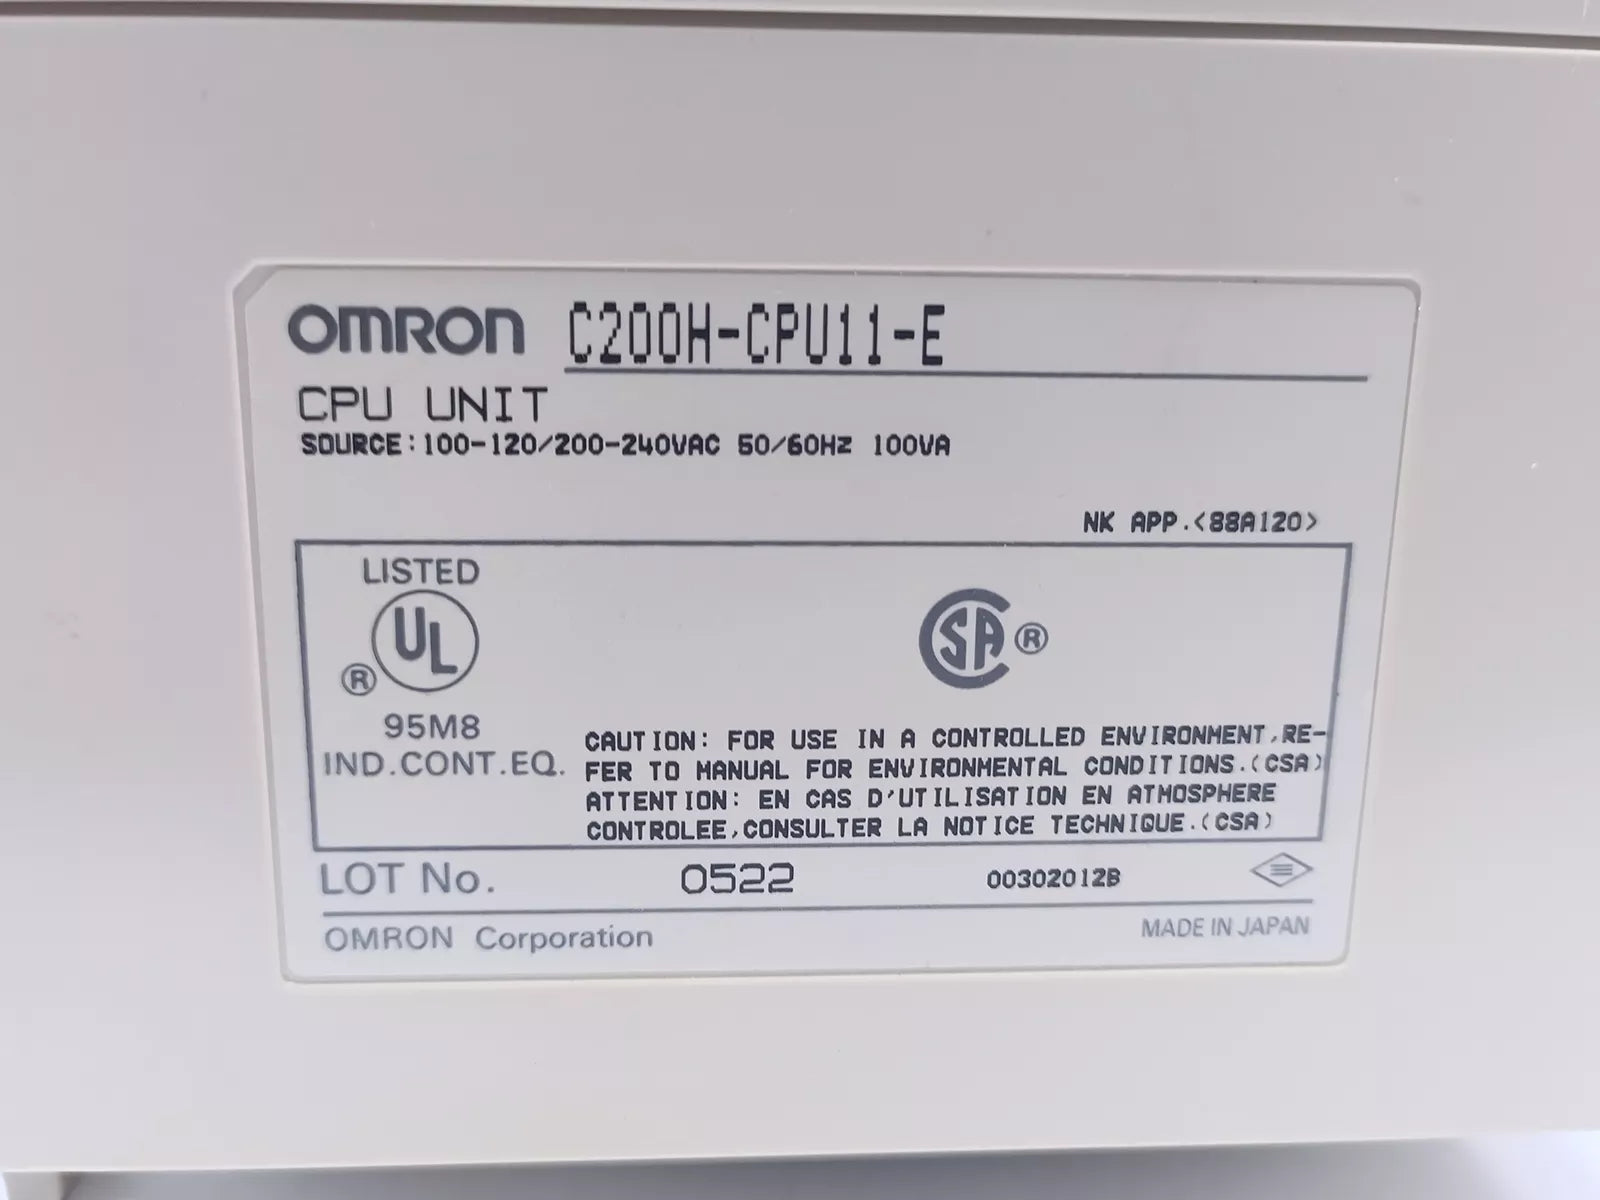 OMRON C200H-CPU11-E
CPU UNIT
SOURCE:100-120/200-240VAC 50/60Hz 100VA
NK APP.<88A120>
LISTED
UL
®
SA ®
95M8
IND.CONT.EQ.
CAUTION: FOR USE IN A CONTROLLED ENVIRONMENT,RE-
FER TO MANUAL FOR ENVIRONMENTAL CONDITIONS.(CSA)
ATTENTION: EN CAS D'UTILISATION EN ATMOSPHERE
CONTROLEE,CONSULTER LA NOTICE TECHNIQUE.(CSA)
LOT No. 0522 00302012B
OMRON Corporation
MADE IN JAPAN